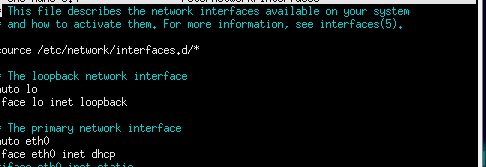 This file describes the network interfaces available on your system
and how to activate them. For more information, see interfaces(5).
ource /etc/network/interfaces.d/*
The loopback network interface
auto lo
face lo inet loopback
The primary network interface
auto eth0
face eth0 inet dhcp